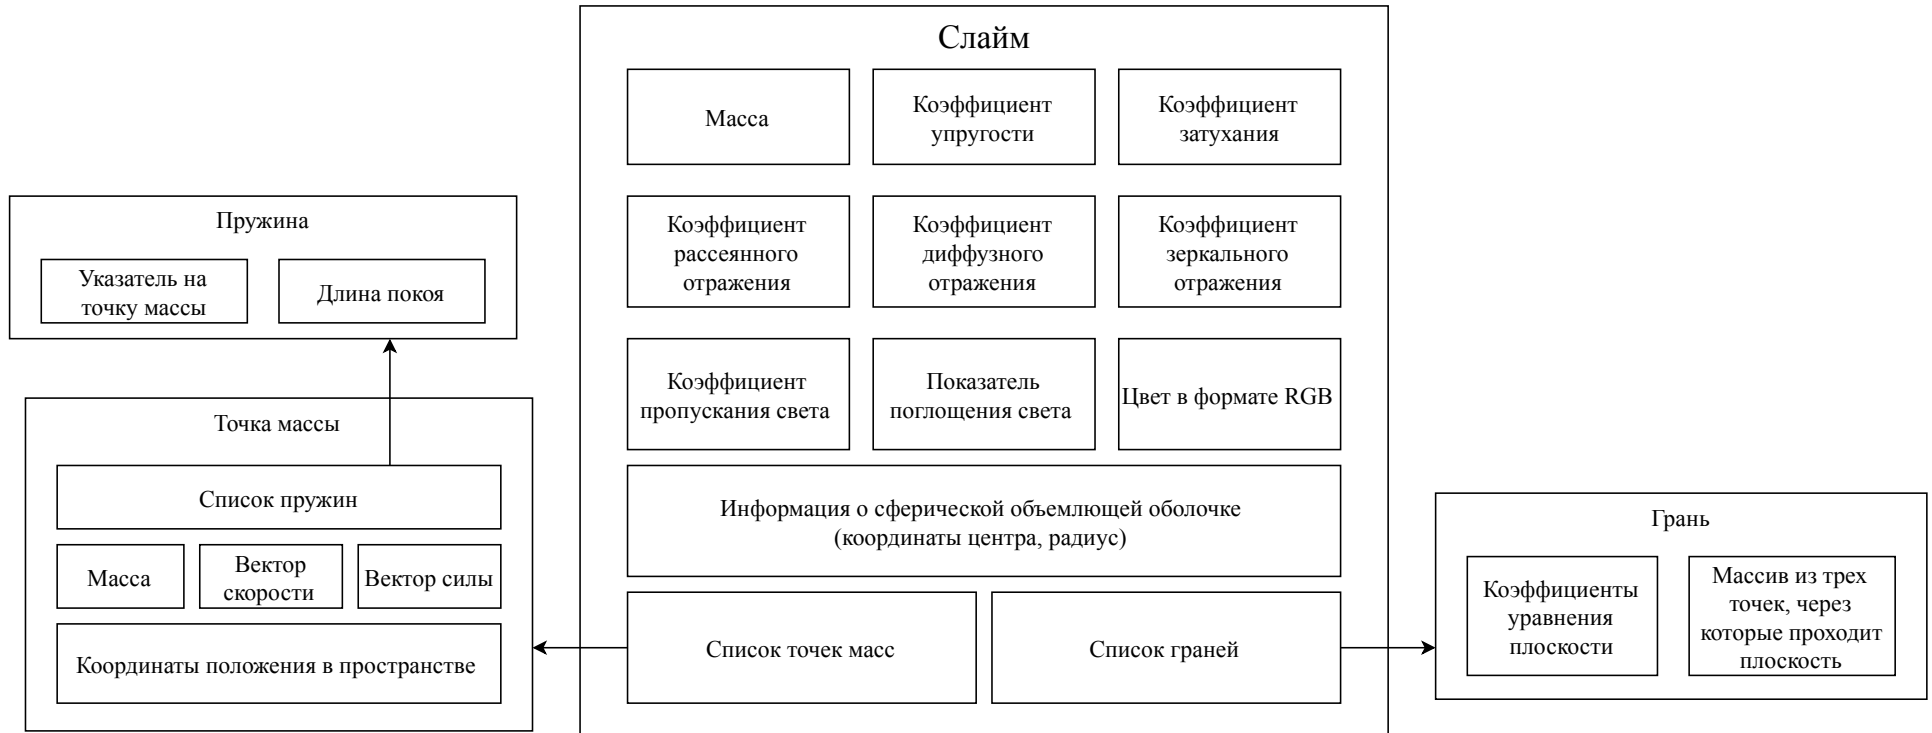 Слайм
Масса
Коэффициент
упругости
Коэффициент
затухания
Коэффициент
рассеянного
отражения
Коэффициент
диффузного
отражения
Коэффициент
зеркального
отражения
Коэффициент
пропускания света
Показатель
поглощения света
Цвет в формате RGB
Информация о сферической объемлющей оболочке
(координаты центра, радиус)
Список точек масс
Список граней
Пружина
Указатель на
точку массы
Длина покоя
Точка массы
Список пружин
Масса
Вектор
скорости
Вектор силы
Координаты положения в пространстве
Грань
Коэффициенты
уравнения
плоскости
Массив из трех
точек, через
которые проходит
плоскость